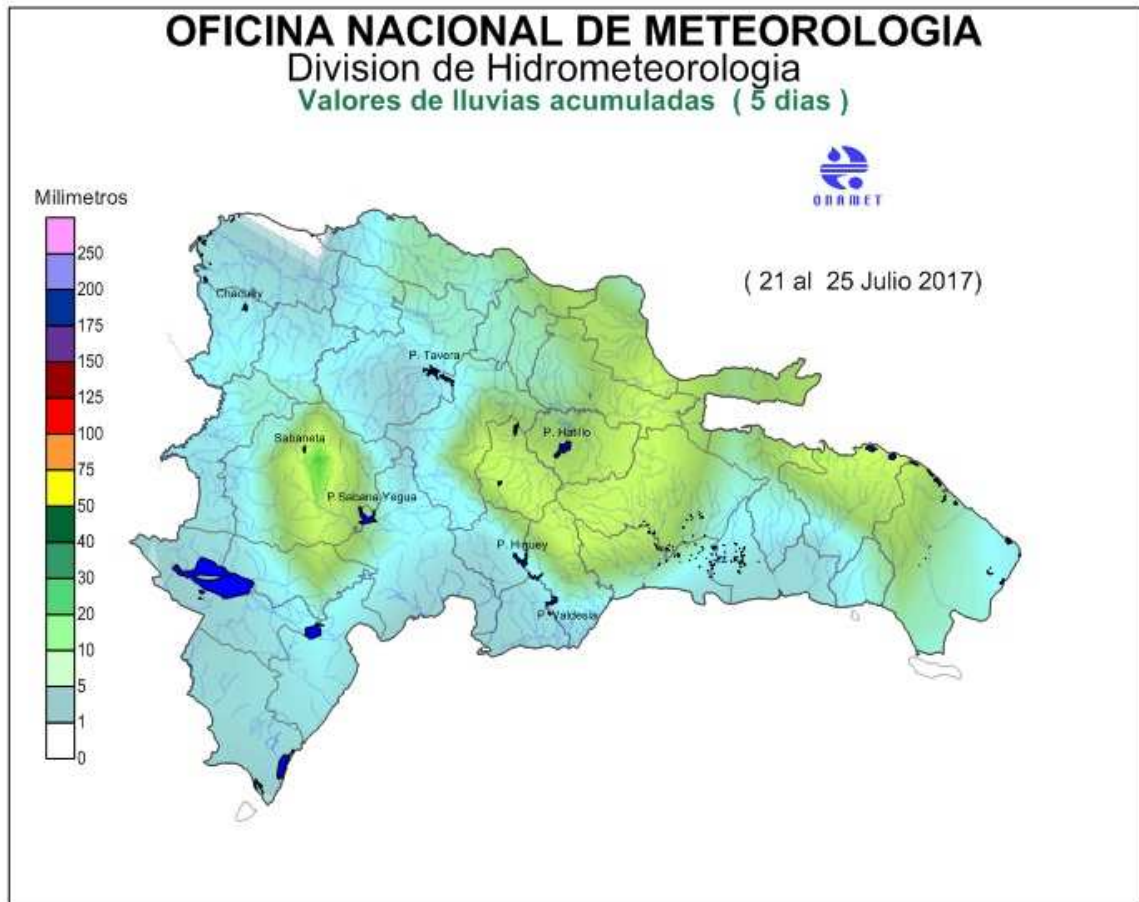 OFICINA NACIONAL DE METEOROLOGIA
Division de Hidrometeorologia
Valores de lluvias acumuladas ( 5 dias )
ONAMET
Milimetros
( 21 al 25 Julio 2017)
250
200
175
150
125
100
75
50
40
30
20
10
5
1
0
Chacuey
P. Tavera
Sabaneta
P. Hatillo
P. Sabana Yegua
P. Higuey
P. Valdesia